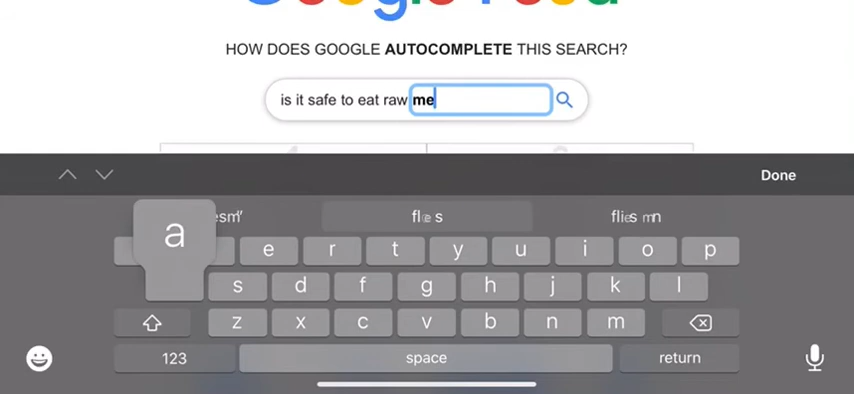 HOW DOES GOOGLE AUTOCOMPLETE THIS SEARCH?
is it safe to eat raw me
Done
a
e r t y u i o p
s d f g h j k l
z x c v b n m
123 space return